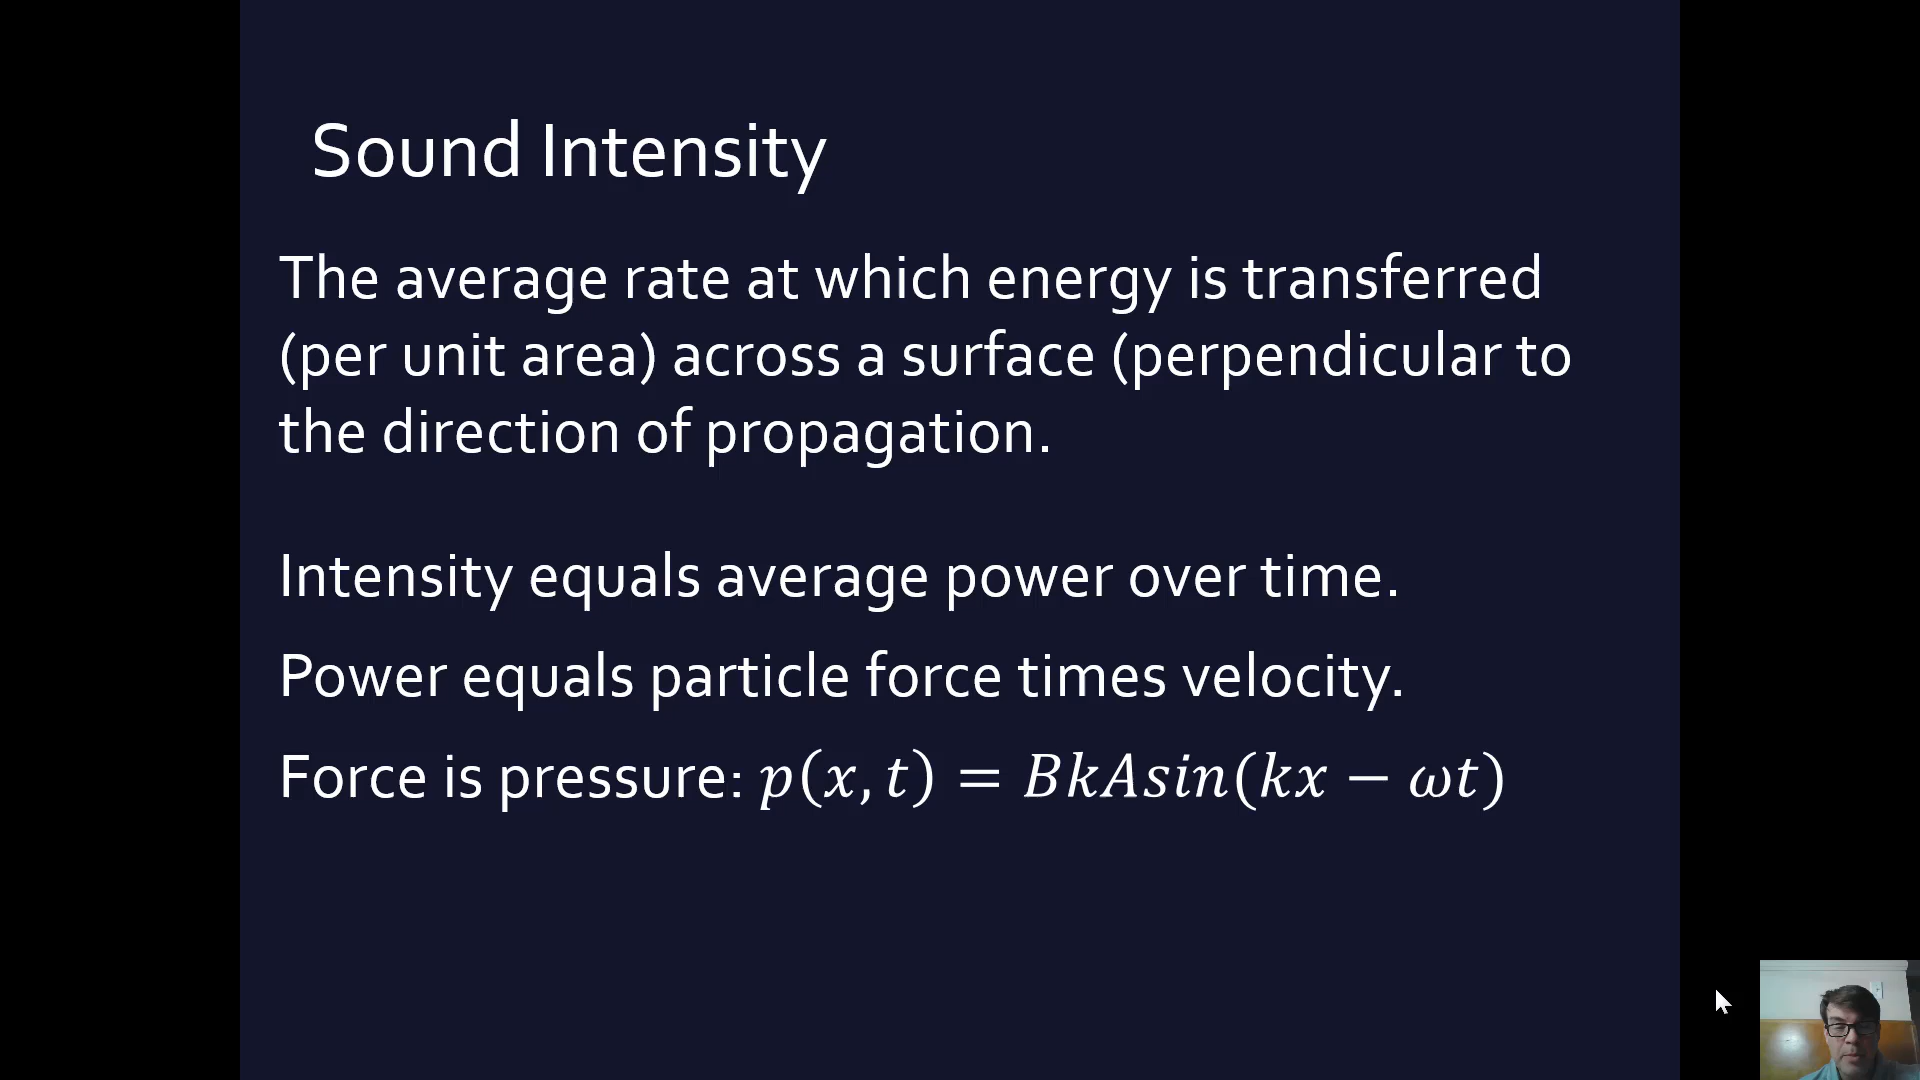 Sound Intensity
The average rate at which energy is transferred
(per unit area) across a surface (perpendicular to
the direction of propagation.
Intensity equals average power over time.
Power equals particle force times velocity.
Force is pressure: p(x, t) = BkAsin(kx − ωt)